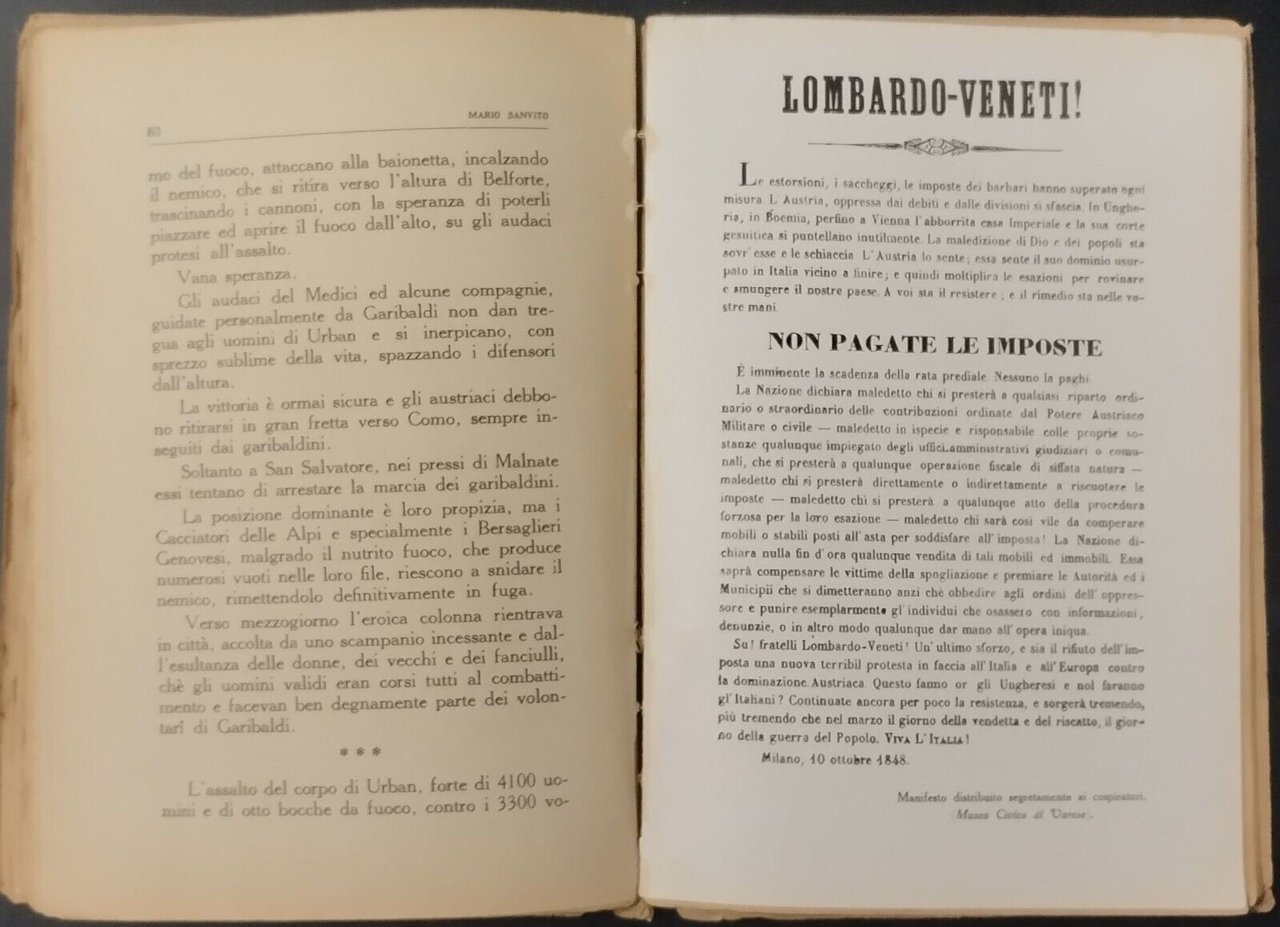 80
MARIO SANVITO
mo del fuoco, attaccano alla baionetta, incalzando
il nemico, che si ritira verso l'altura di Belforte,
trascinando i cannoni, con la speranza di poterli
piazzare ed aprire il fuoco dall'alto, su gli audaci
protesi all'assalto.
Vana speranza.
Gli audaci del Medici ed alcune compagnie,
guidate personalmente da Garibaldi non dan tre-
gua agli uomini di Urban e si inerpicano, con
sprezzo sublime della vita, spazzando i difensori
dall'altura.
La vittoria è ormai sicura e gli austriaci debbo-
no ritirarsi in gran fretta verso Como, sempre in-
seguiti dai garibaldini.
Soltanto a San Salvatore, nei pressi di Malnate
essi tentano di arrestare la marcia dei garibaldini.
La posizione dominante è loro propizia, ma i
Cacciatori delle Alpi e specialmente i Bersaglieri
Genovesi, malgrado il nutrito fuoco, che produce
numerosi vuoti nelle loro file, riescono a snidare il
nemico, rimettendolo definitivamente in fuga.
Verso mezzogiorno l'eroica colonna rientrava
in città, accolta da uno scampanio incessante e dal-
l'esultanza delle donne, dei vecchi e dei fanciulli,
chè gli uomini validi eran corsi tutti al combatti-
mento e facevan ben degnamente parte dei volon-
tarî di Garibaldi.
* * *
L'assalto del corpo di Urban, forte di 4100 uo-
mini e di otto bocche da fuoco, contro i 3300 vo-
LOMBARDO-VENETI!
Le estorsioni, i saccheggi, le imposte dei barbari hanno superato ogni
misura. L'Austria, oppressa dai debiti e dalle divisioni si sfascia. In Unghe-
ria, in Boemia, perfino a Vienna l'abborrita casa Imperiale e la sua corte
gesuitica si puntellano inutilmente. La maledizione di Dio e dei popoli sta
sovr'esse e le schiaccia. L'Austria lo sente; essa sente il suo dominio usur-
pato in Italia vicino a finire; e quindi moltiplica le esazioni per rovinare
e smungere il nostre paese. A voi sta il resistere; e il rimedio sta nelle vo-
stre mani.
NON PAGATE LE IMPOSTE
È imminente la scadenza della rata prediale. Nessuno la paghi.
La Nazione dichiara maledetto chi si presterà a qualsiasi riparto ordi-
nario o straordinario delle contribuzioni ordinate dal Potere Austriaco
Militare o civile — maledetto in ispecie e risponsabile colle proprie so-
stanze qualunque impiegato degli uffici amministrativi giudiziari o comu-
nali, che si presterà a qualunque operazione fiscale di siffata natura —
maledetto chi si presterà direttamente o indirettamente a riscuotere le
imposte — maledetto chi si presterà a qualunque atto della procedura
forzosa per la loro esazione — maledetto chi sarà così vile da comperare
mobili o stabili posti all'asta per soddisfare all'imposta! La Nazione di-
chiara nulla fin d'ora qualunque vendita di tali mobili ed immobili. Essa
saprà compensare le vittime della spogliazione e premiare le Autorità ed i
Municipii che si dimetteranno anzi chè obbedire agli ordini dell'oppres-
sore e punire esemplarmente gl'individui che osassero con informazioni,
denunzie, o in altro modo qualunque dar mano all'opera iniqua.
Su! fratelli Lombardo-Veneti! Un'ultimo sforzo, e sia il rifiuto dell'im-
posta una nuova terribil protesta in faccia all'Italia e all'Europa contro
la dominazione Austriaca. Questo fanno or gli Ungheresi e nol faranno
gl'Italiani? Continuate ancora per poco la resistenza, e sorgerà tremendo,
più tremendo che nel marzo il giorno della vendetta e del riscatto, il gior-
no della guerra del Popolo. VIVA L'ITALIA!
Milano, 10 ottobre 1848.
Manifesto distribuito segretamente ai cospiratori.
(Museo Civico di Varese).